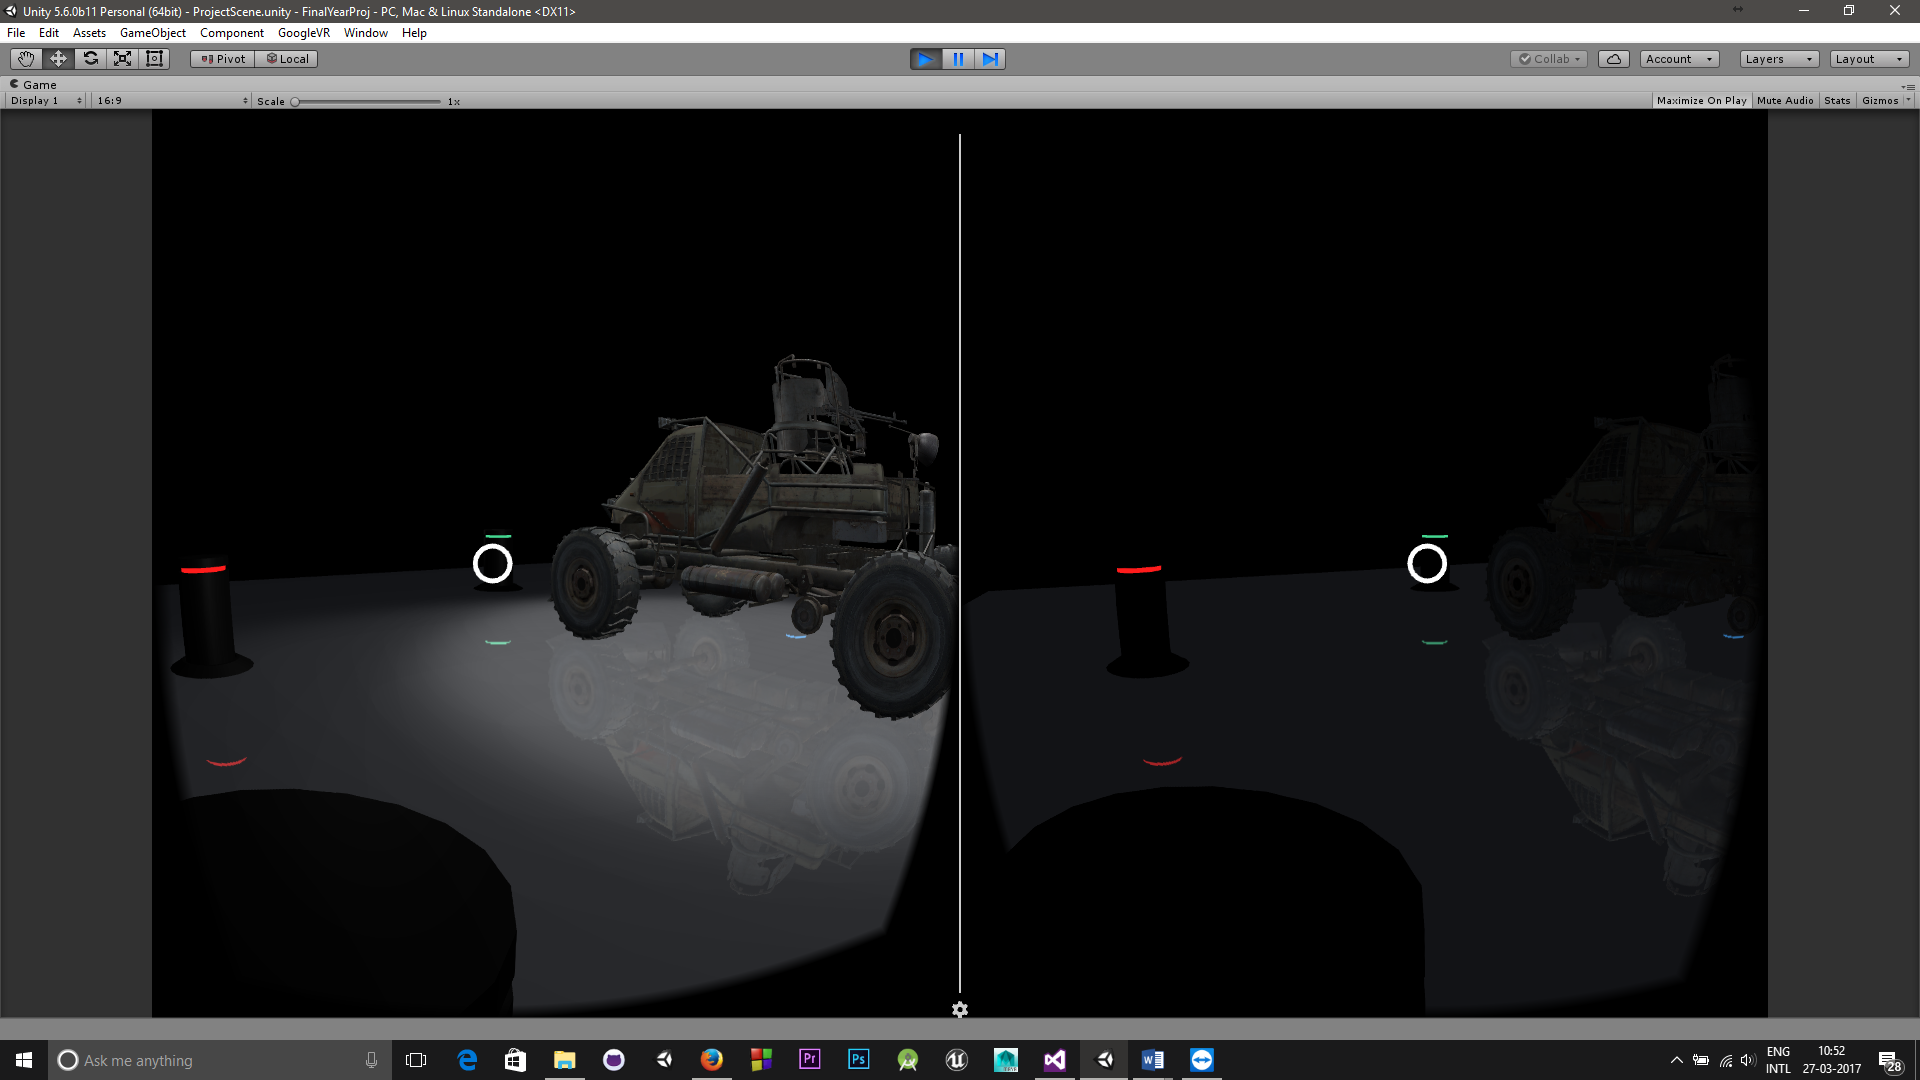 Unity 5.6.0b11 Personal (64bit) - ProjectScene.unity - FinalYearProj - PC, Mac & Linux Standalone <DX11>
File Edit Assets GameObject Component GoogleVR Window Help
Pivot Local Collab Account Layers Layout
Game
Display 1 16:9 Scale 1x Maximize On Play Mute Audio Stats Gizmos
Ask me anything
Pr Ps
ENG
INTL
10:52
27-03-2017
28